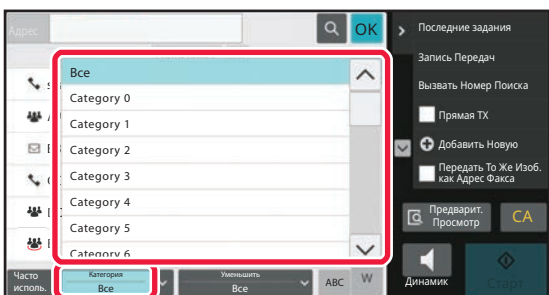 Адрес
OK
Все
Category 0
Category 1
Category 2
Category 3
Category 4
Category 5
Category 6
Часто
исполь.
Категория
Все
Уменьшить
Все
ABC
W
Последние задания
Запись Передач
Вызвать Номер Поиска
Прямая TX
Добавить Новую
Передать То Же Изоб.
как Адрес Факса
Предварит.
Просмотр
CA
Динамик
Старт